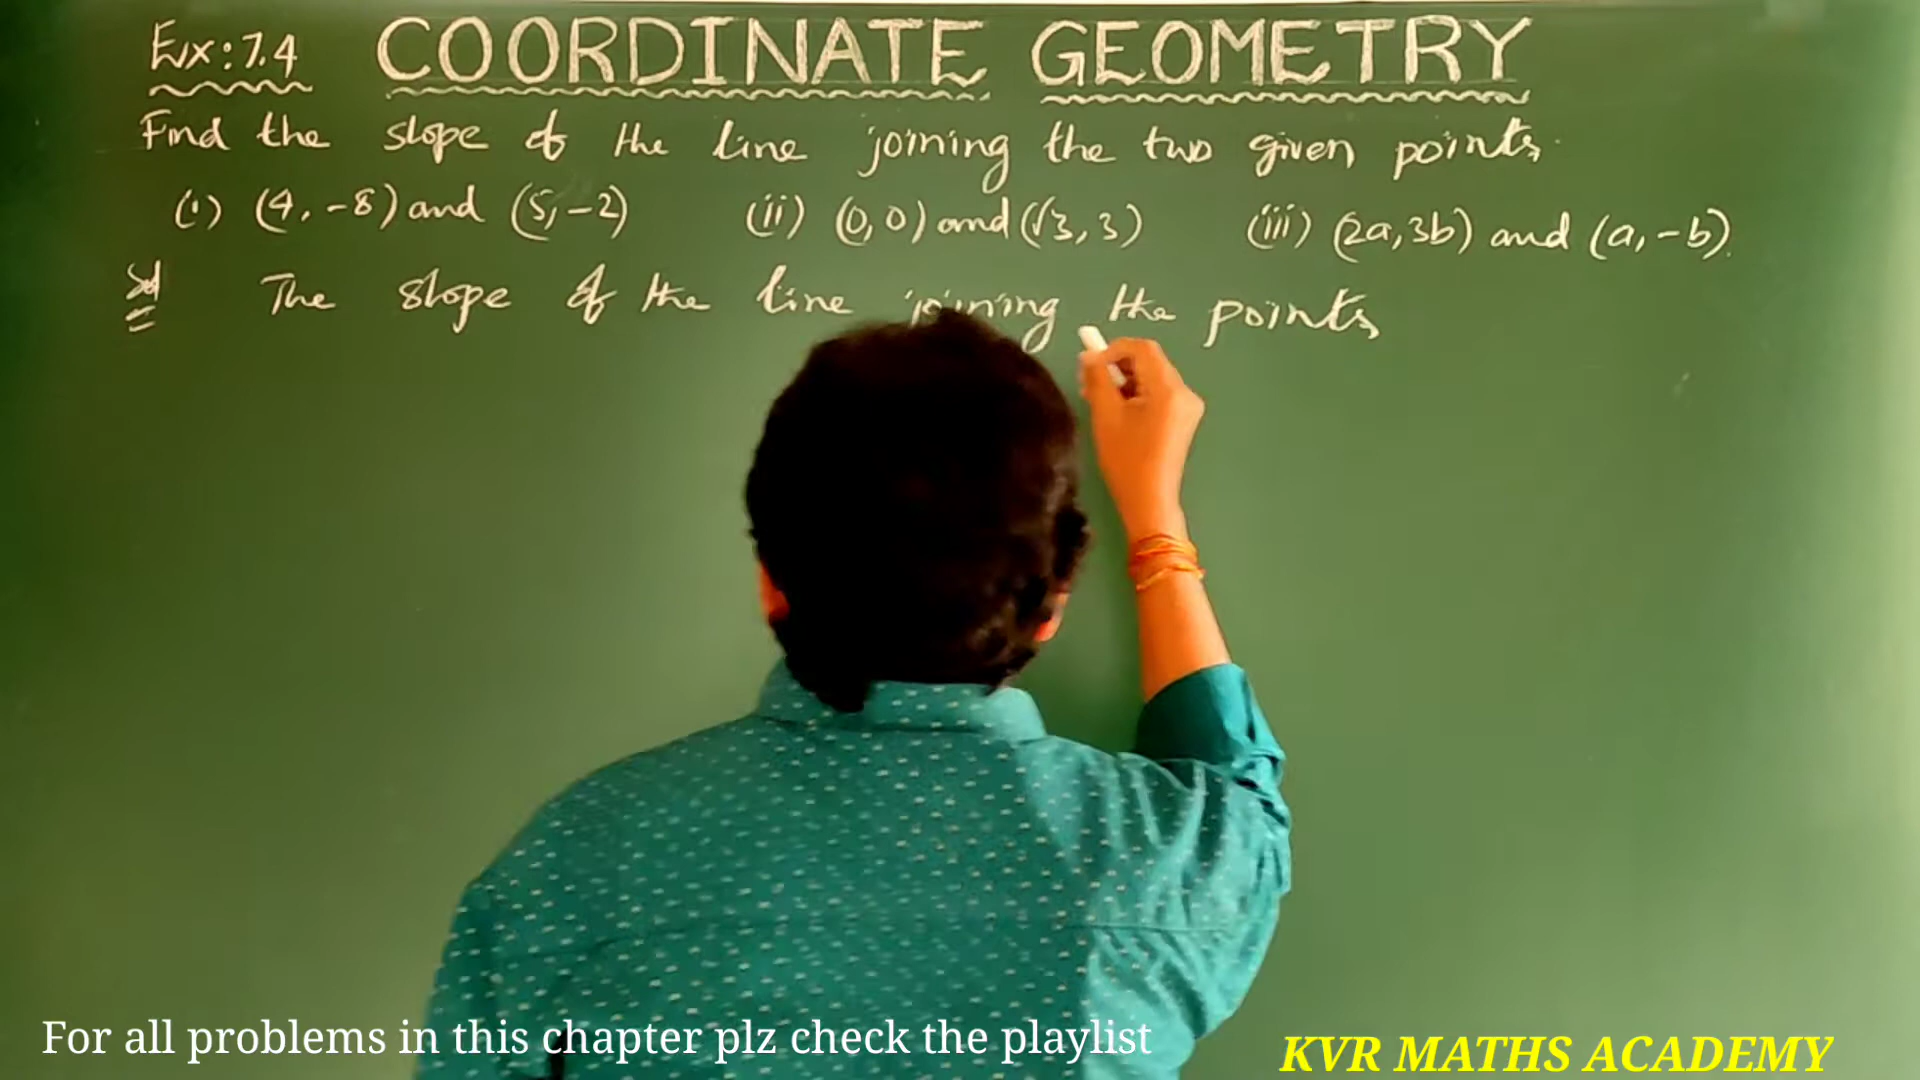 Ex: 7.4 COORDINATE GEOMETRY
Find the slope of the line joining the two given points.
(i) (4, -8) and (5, -2) (ii) (0, 0) and (√3, 3) (iii) (2a, 3b) and (a, -b).
Sol The slope of the line joining the points
For all problems in this chapter plz check the playlist
KVR MATHS ACADEMY